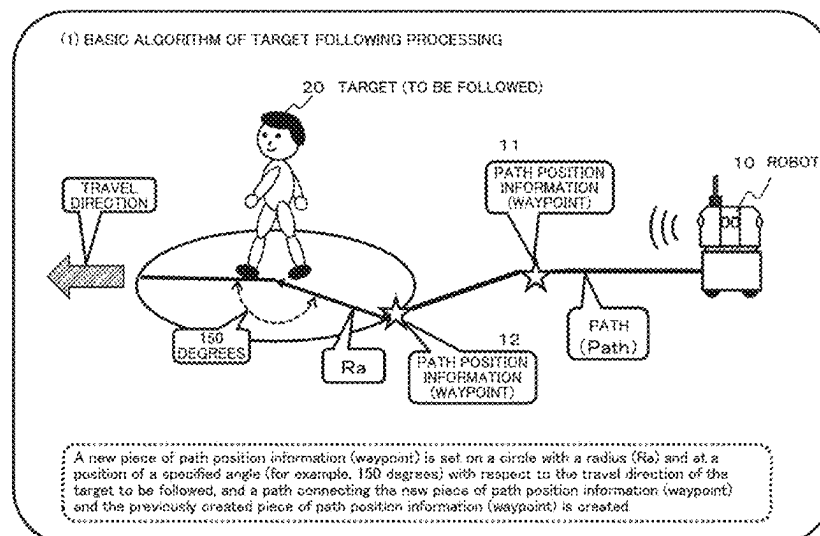 (1) BASIC ALGORITHM OF TARGET FOLLOWING PROCESSING
20 TARGET (TO BE FOLLOWED)
11
10 ROBOT
TRAVEL
DIRECTION
PATH POSITION
INFORMATION
(WAYPOINT)
150
DEGREES
Ra
12
PATH POSITION
INFORMATION
(WAYPOINT)
PATH
(Path)
A new piece of path position information (waypoint) is set on a circle with a radius (Ra) and at a
position of a specified angle (for example, 150 degrees) with respect to the travel direction of the
target to be followed, and a path connecting the new piece of path position information (waypoint)
and the previously created piece of path position information (waypoint) is created